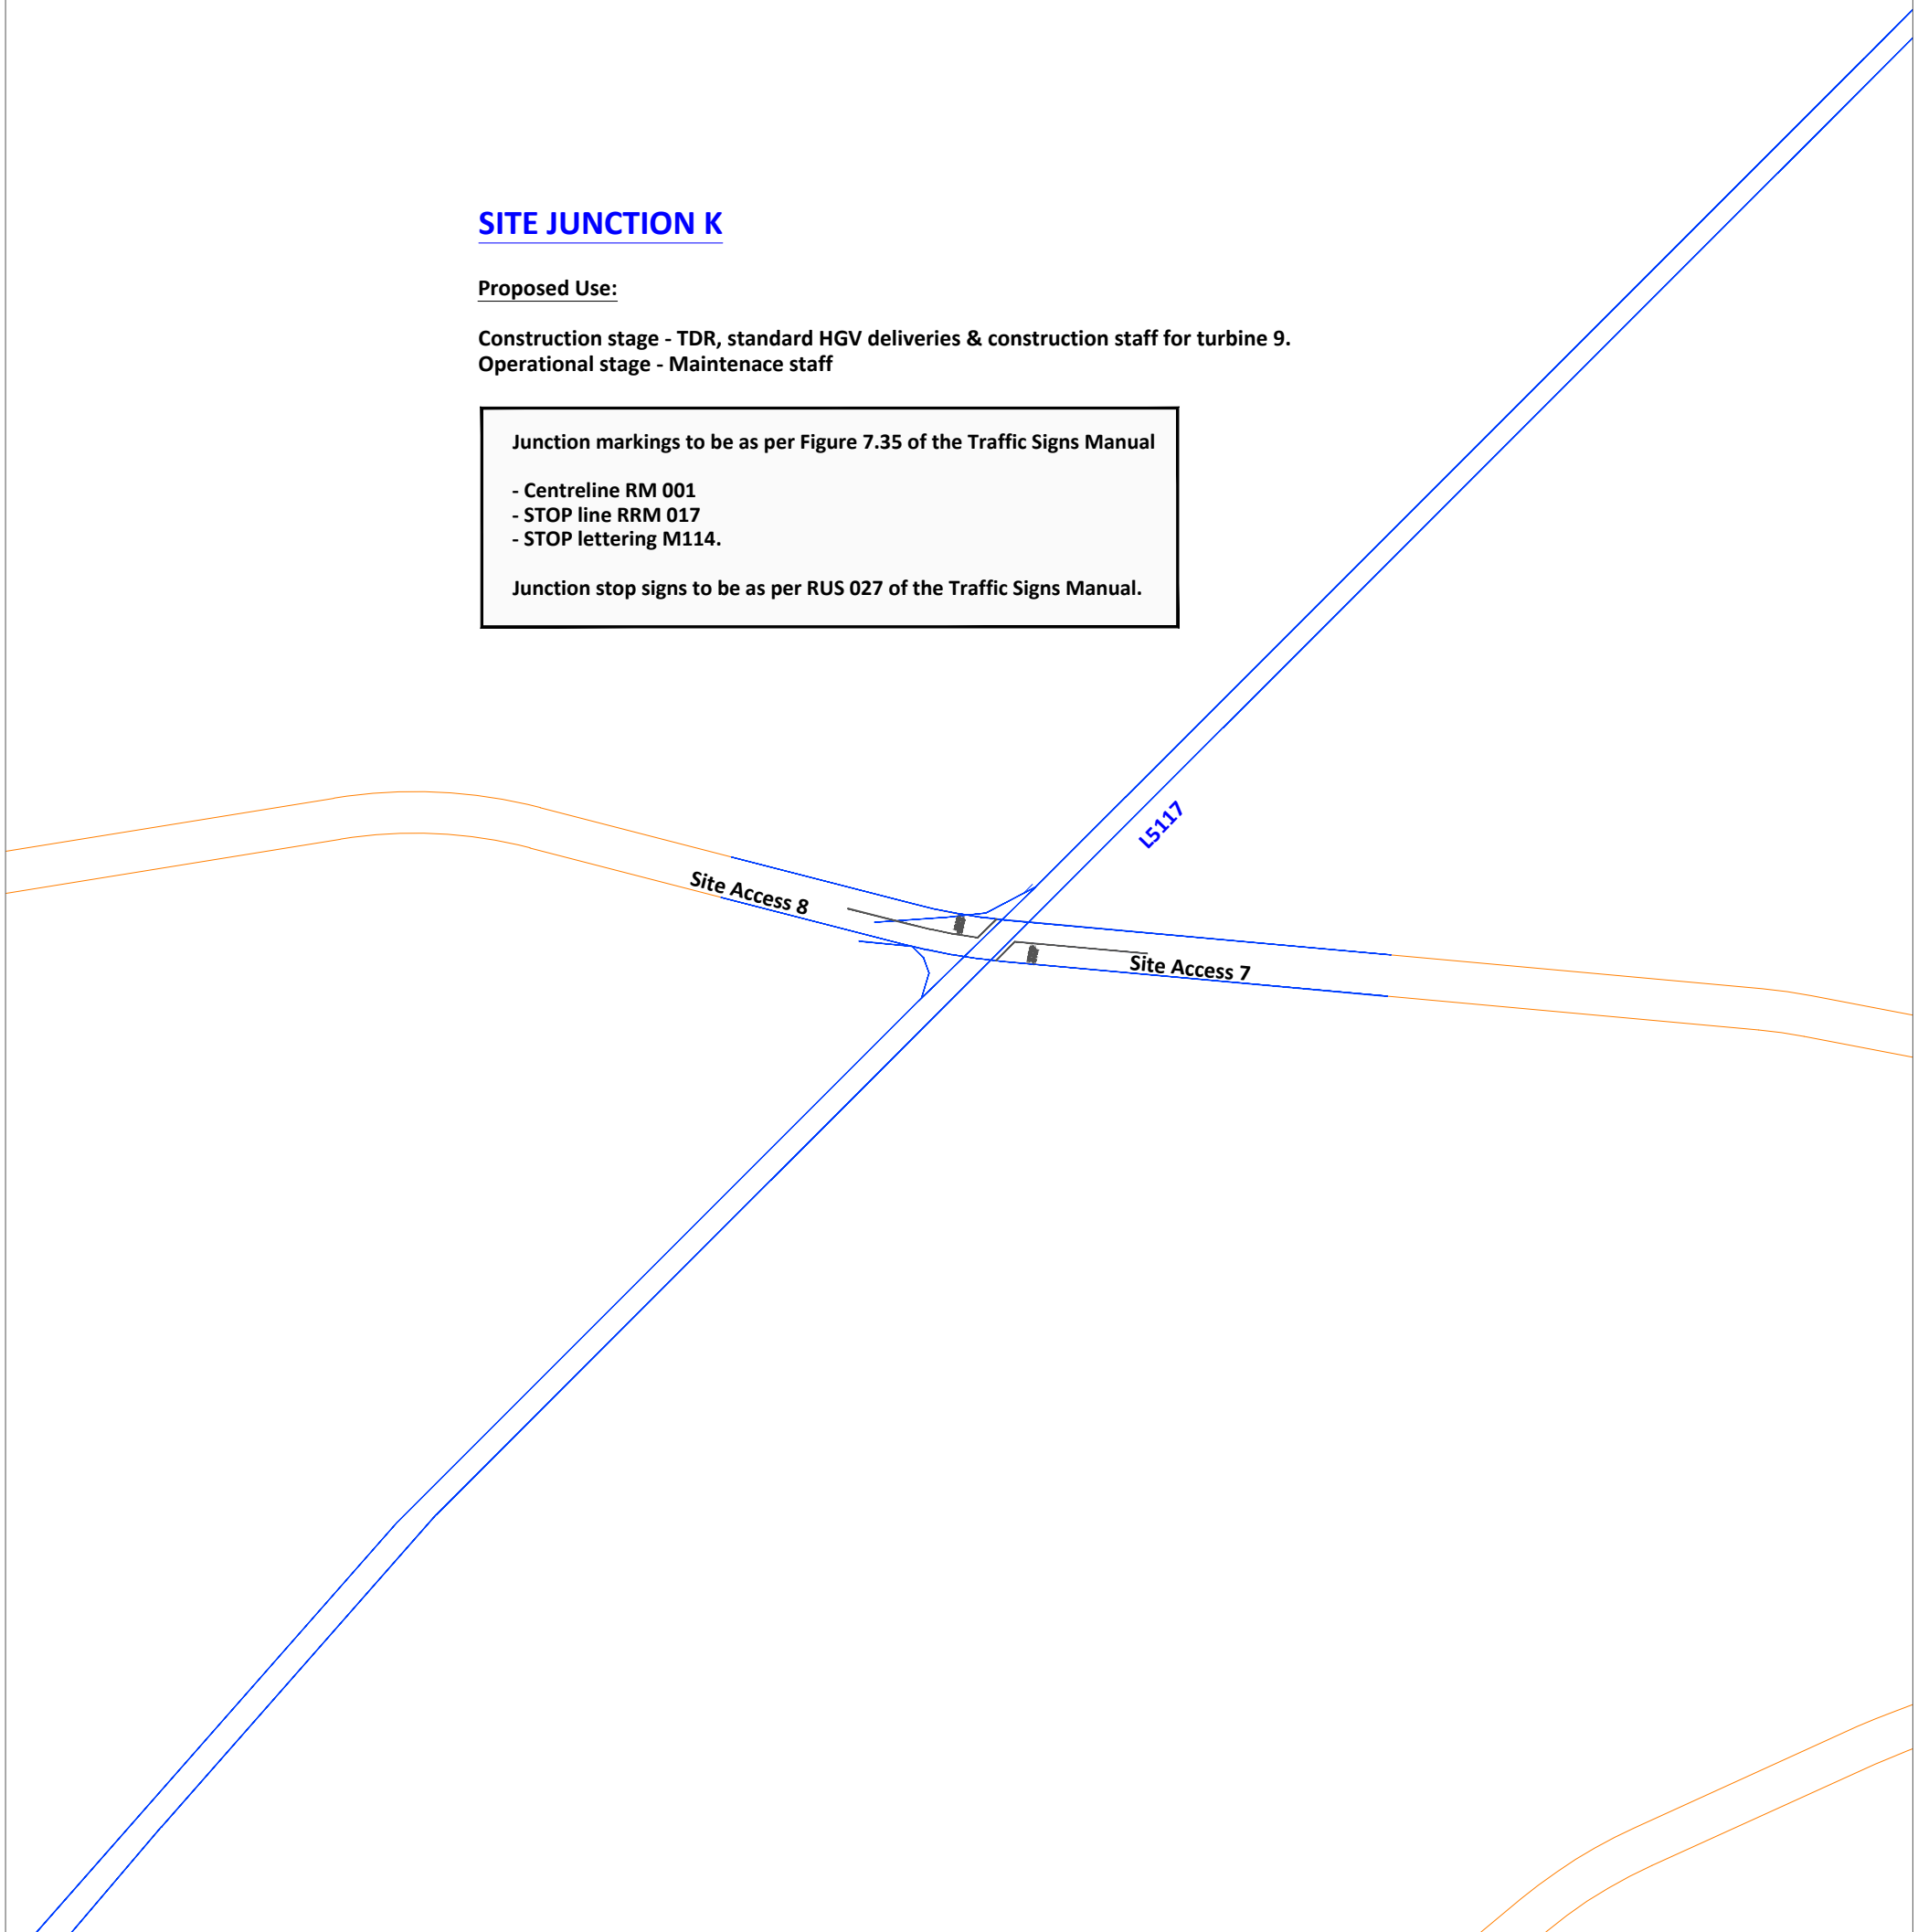 SITE JUNCTION K
Proposed Use:
Construction stage - TDR, standard HGV deliveries & construction staff for turbine 9.
Operational stage - Maintenace staff
Junction markings to be as per Figure 7.35 of the Traffic Signs Manual
- Centreline RM 001
- STOP line RRM 017
- STOP lettering M114.
Junction stop signs to be as per RUS 027 of the Traffic Signs Manual.
L5117
Site Access 8
Site Access 7